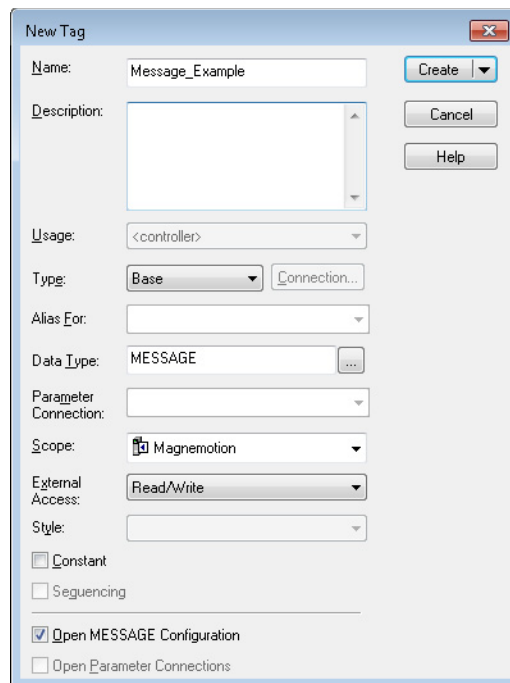 New Tag
Name:
Message_Example
Create
Description:
Cancel
Help
Usage:
<controller>
Type:
Base
Connection...
Alias For:
Data Type:
MESSAGE
...
Parameter
Connection:
Scope:
Magnemotion
External
Access:
Read/Write
Style:
Constant
Sequencing
Open MESSAGE Configuration
Open Parameter Connections